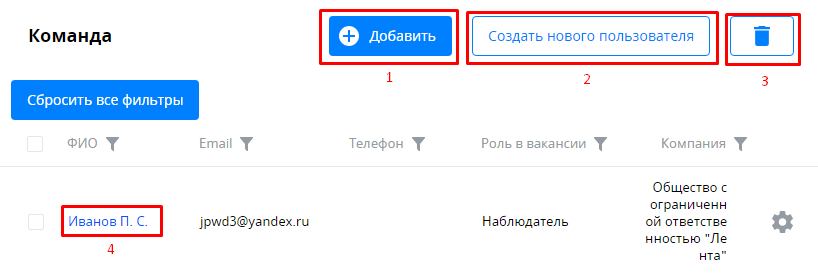 Команда
Добавить
Создать нового пользователя
1
2
3
Сбросить все фильтры
ФИО
Email
Телефон
Роль в вакансии
Компания
Иванов П. С.
jpwd3@yandex.ru
Наблюдатель
Общество с
ограниченн
ой ответстве
нностью "Ле
нта"
4